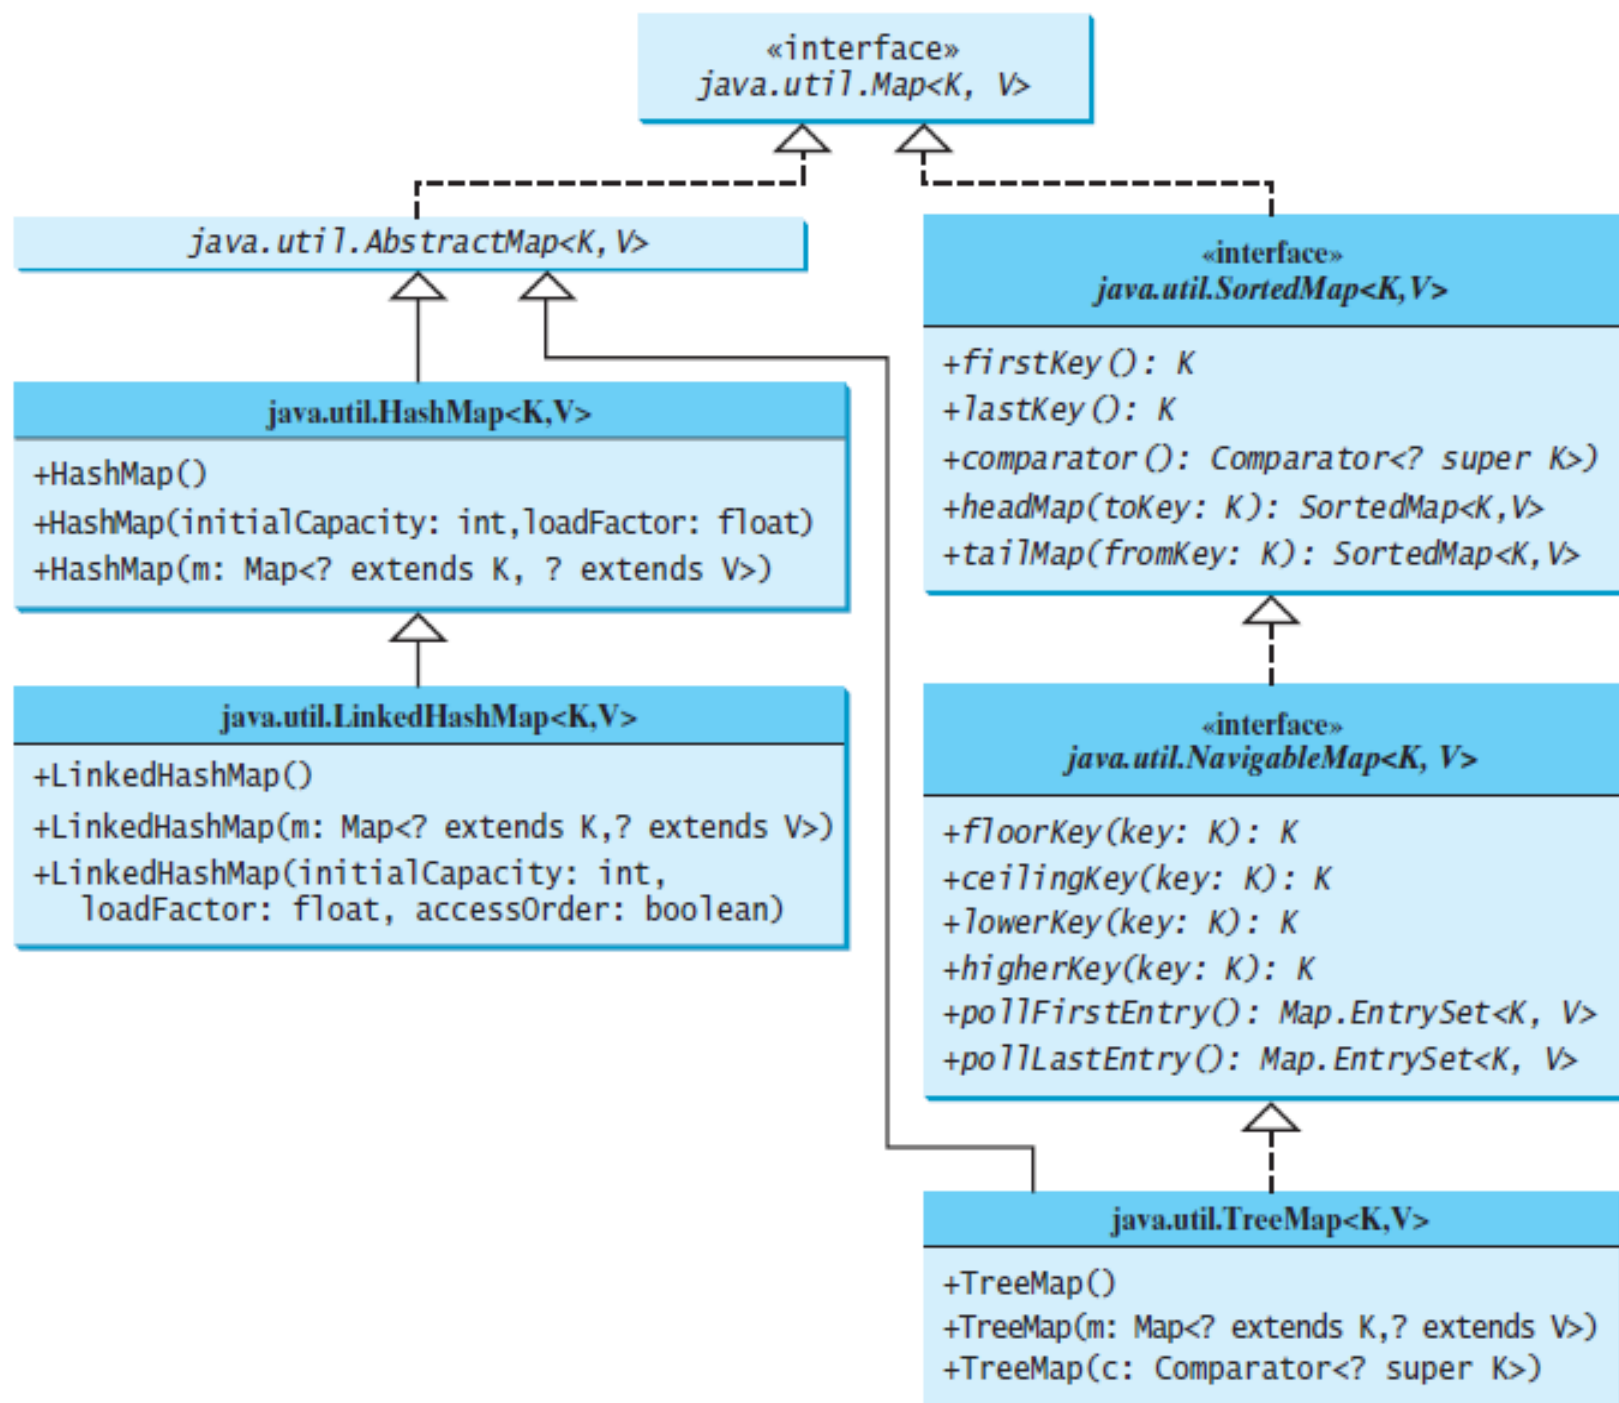 «interface»
java.util.Map<K, V>
java.util.AbstractMap<K,V>
java.util.HashMap<K,V>
+HashMap()
+HashMap(initialCapacity: int,loadFactor: float)
+HashMap(m: Map<? extends K, ? extends V>)
java.util.LinkedHashMap<K,V>
+LinkedHashMap()
+LinkedHashMap(m: Map<? extends K,? extends V>)
+LinkedHashMap(initialCapacity: int,
loadFactor: float, accessOrder: boolean)
«interface»
java.util.SortedMap<K,V>
+firstKey(): K
+lastKey(): K
+comparator(): Comparator<? super K>)
+headMap(toKey: K): SortedMap<K,V>
+tailMap(fromKey: K): SortedMap<K,V>
«interface»
java.util.NavigableMap<K, V>
+floorKey(key: K): K
+ceilingKey(key: K): K
+lowerKey(key: K): K
+higherKey(key: K): K
+pollFirstEntry(): Map.EntrySet<K, V>
+pollLastEntry(): Map.EntrySet<K, V>
java.util.TreeMap<K,V>
+TreeMap()
+TreeMap(m: Map<? extends K,? extends V>)
+TreeMap(c: Comparator<? super K>)